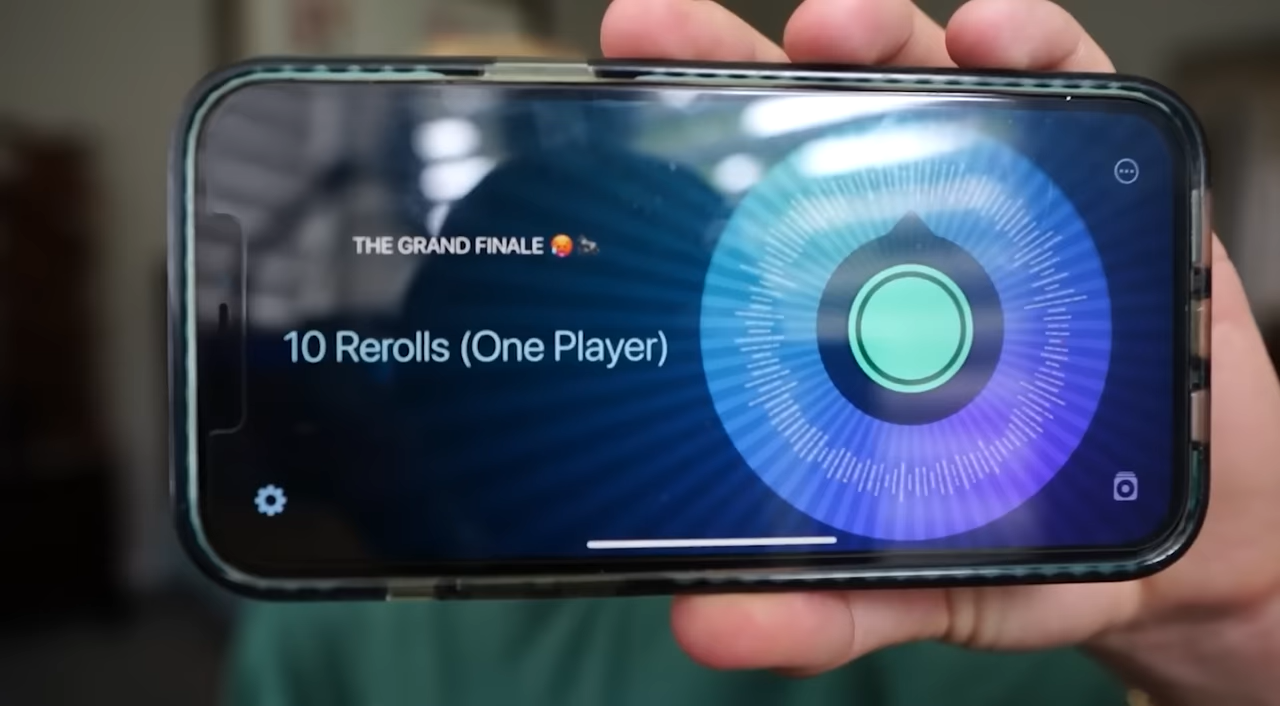 THE GRAND FINALE 🥵🐎
10 Rerolls (One Player)